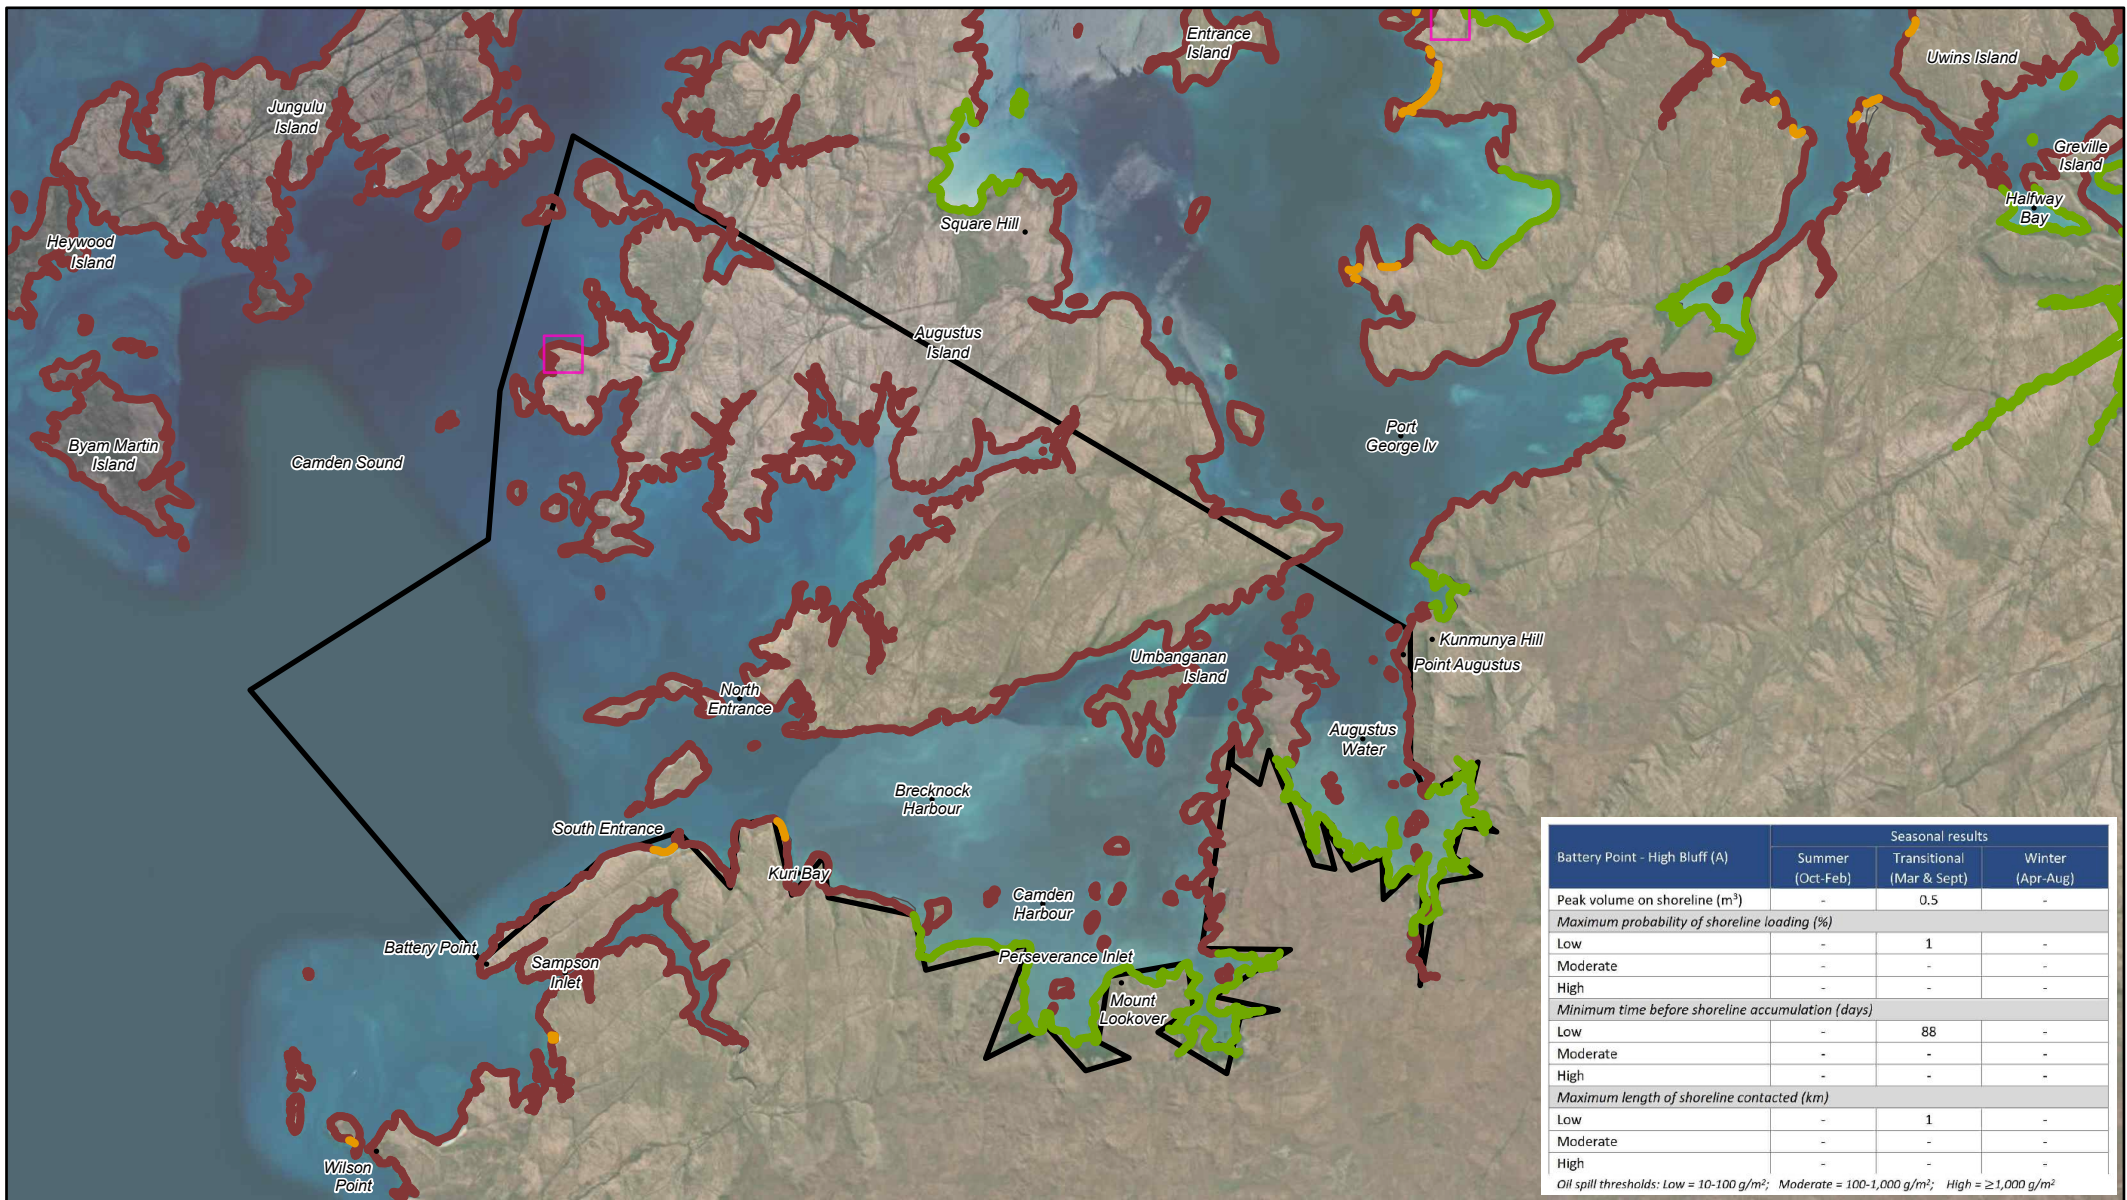 Entrance
Island
Uwins Island
Jungulu
Island
Greville
Island
Halfway
Bay
Square Hill
Heywood
Island
Augustus
Island
Port
George Iv
Byam Martin
Island
Camden Sound
Kunmunya Hill
Point Augustus
Umbanganan
Island
North
Entrance
Augustus
Water
Brecknock
Harbour
South Entrance
Kuri Bay
Camden
Harbour
Battery Point
Sampson
Inlet
Perseverance Inlet
Mount
Lookover
Wilson
Point
Battery Point - High Bluff (A)
Seasonal results
Summer
(Oct-Feb)
Transitional
(Mar & Sept)
Winter
(Apr-Aug)
Peak volume on shoreline (m³) - 0.5 -
Maximum probability of shoreline loading (%)
Low - 1 -
Moderate - - -
High - - -
Minimum time before shoreline accumulation (days)
Low - 88 -
Moderate - - -
High - - -
Maximum length of shoreline contacted (km)
Low - 1 -
Moderate - - -
High - - -
Oil spill thresholds: Low = 10-100 g/m²; Moderate = 100-1,000 g/m²; High = ≥1,000 g/m²